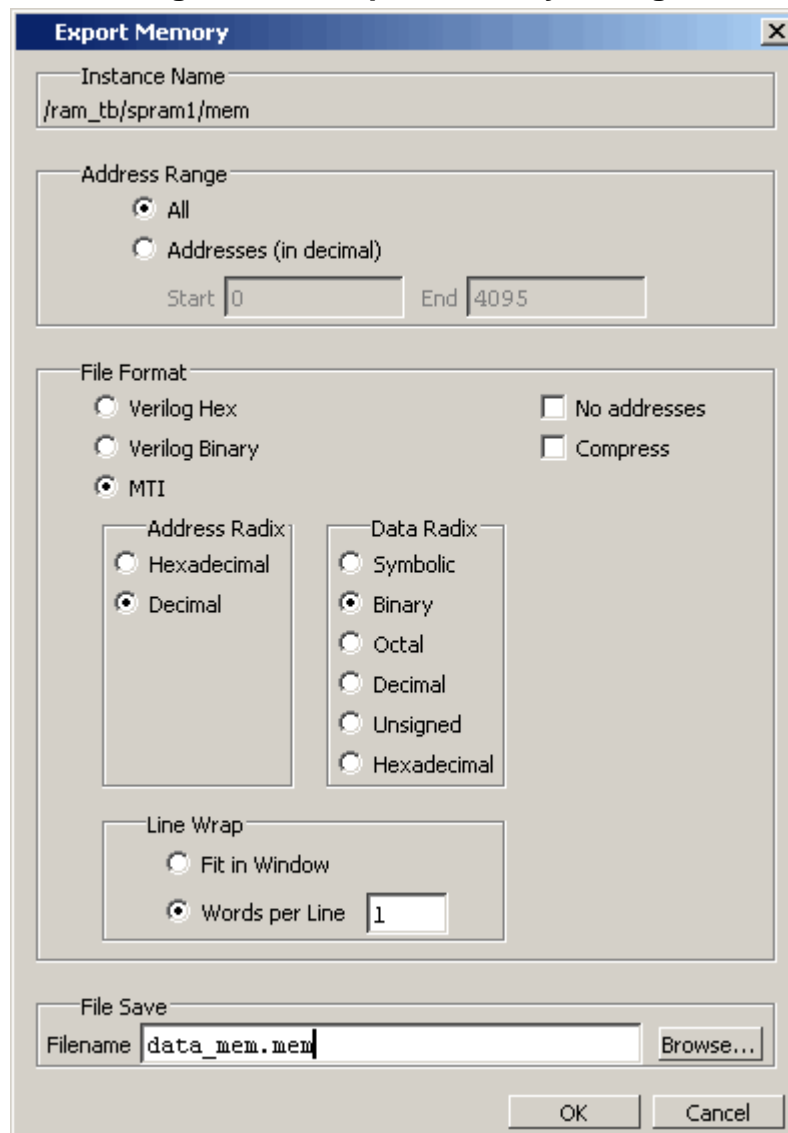 Export Memory
Instance Name
/ram_tb/spram1/mem
Address Range
All
Addresses (in decimal)
Start 0 End 4095
File Format
Verilog Hex No addresses
Verilog Binary Compress
MTI
Address Radix Data Radix
Hexadecimal Symbolic
Decimal Binary
Octal
Decimal
Unsigned
Hexadecimal
Line Wrap
Fit in Window
Words per Line 1
File Save
Filename data_mem.mem Browse...
OK Cancel